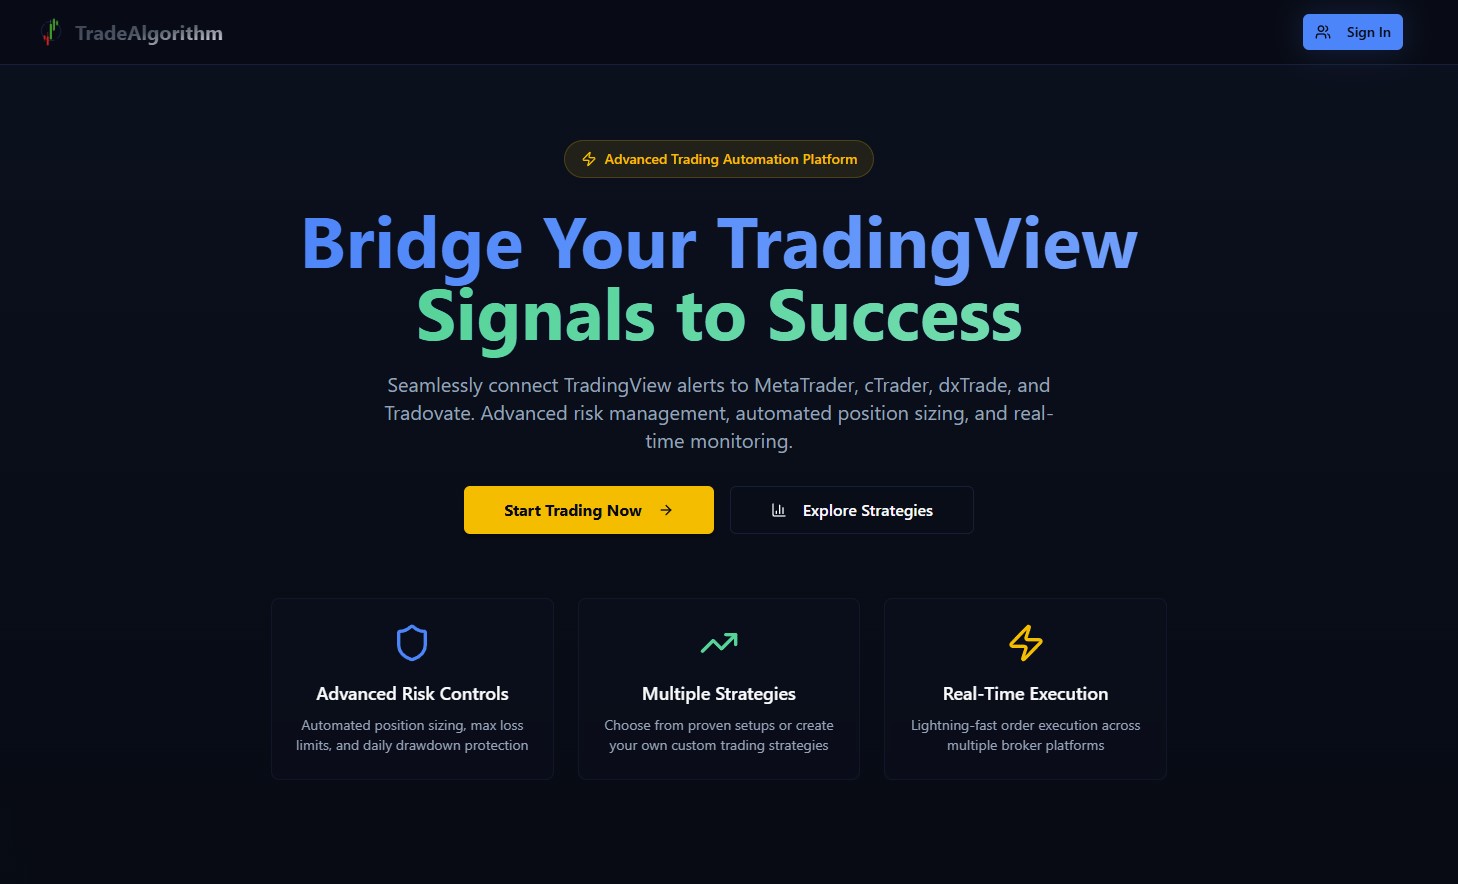 TradeAlgorithm
Sign In
Advanced Trading Automation Platform
Bridge Your TradingView
Signals to Success
Seamlessly connect TradingView alerts to MetaTrader, cTrader, dxTrade, and
Tradovate. Advanced risk management, automated position sizing, and real-
time monitoring.
Start Trading Now
Explore Strategies
Advanced Risk Controls
Automated position sizing, max loss
limits, and daily drawdown protection
Multiple Strategies
Choose from proven setups or create
your own custom trading strategies
Real-Time Execution
Lightning-fast order execution across
multiple broker platforms